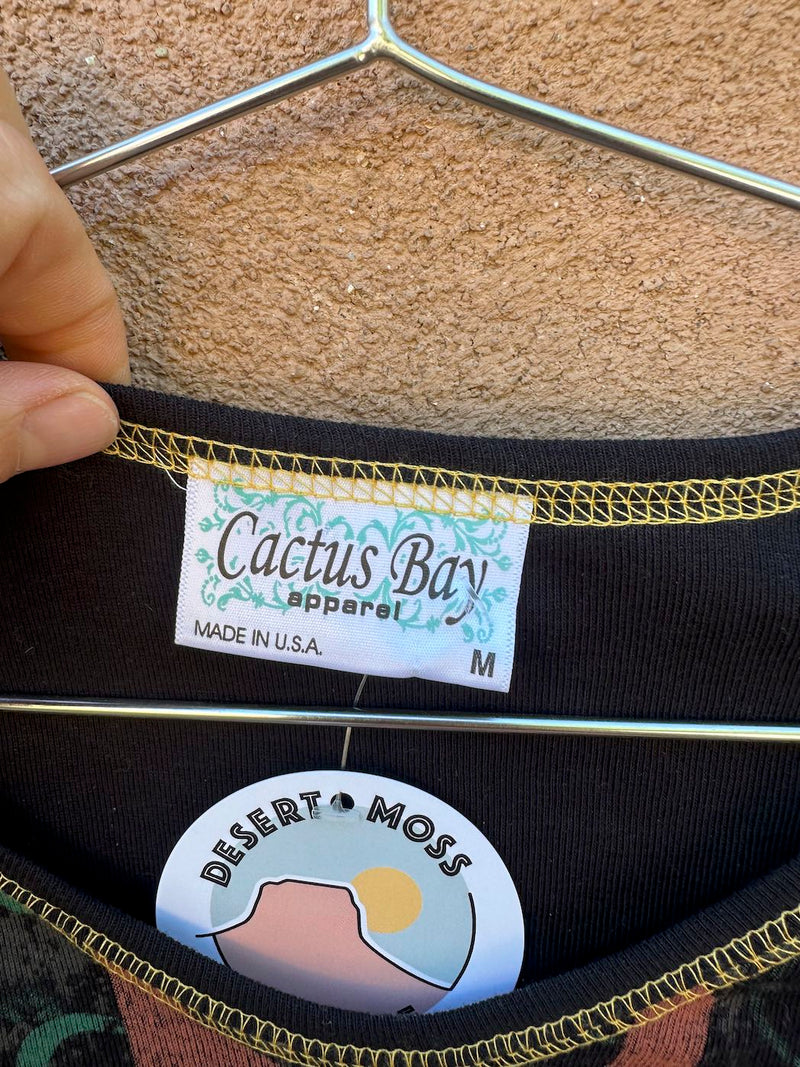 Cactus Bay
apparel
MADE IN U.S.A.
M
DESERT MOSS